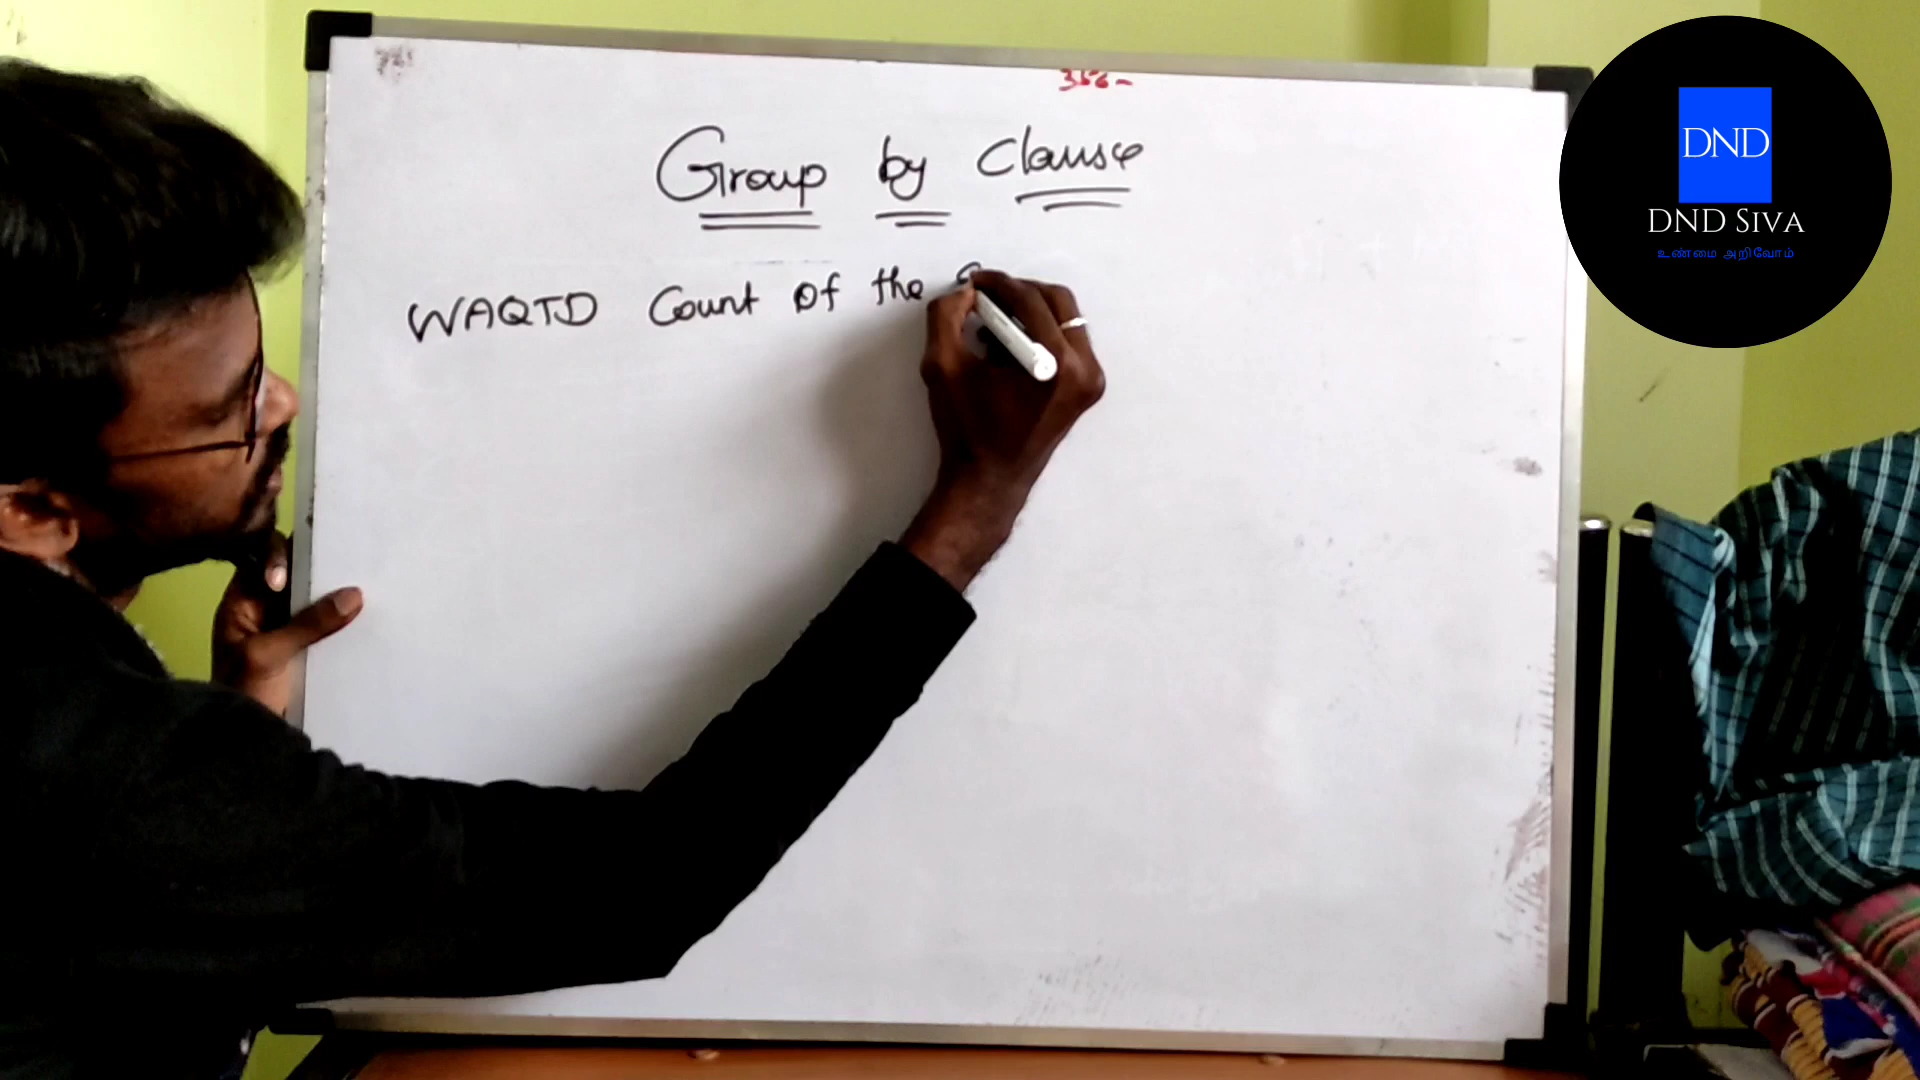 Group by Clause
WAQTD Count Of the
DND
DND SIVA
உண்மை அறிவோம்